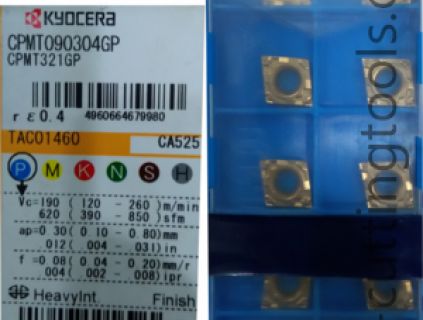 KYOCERA
CPMT090304GP
CPMT321GP
rε0.4 4960664679980
TAC01460 CA525
P M K N S H
Vc=190 ( 120 - 260) m/min
620 ( 390 - 850) sfm
ap=0.30( 0.10 - 0.80)mm
.012( .004 - .031)in
f =0.08( 0.04 - 0.20)mm/r
.004( .002 - .008)ipr
HeavyInt. Finish
cuttingtools.c